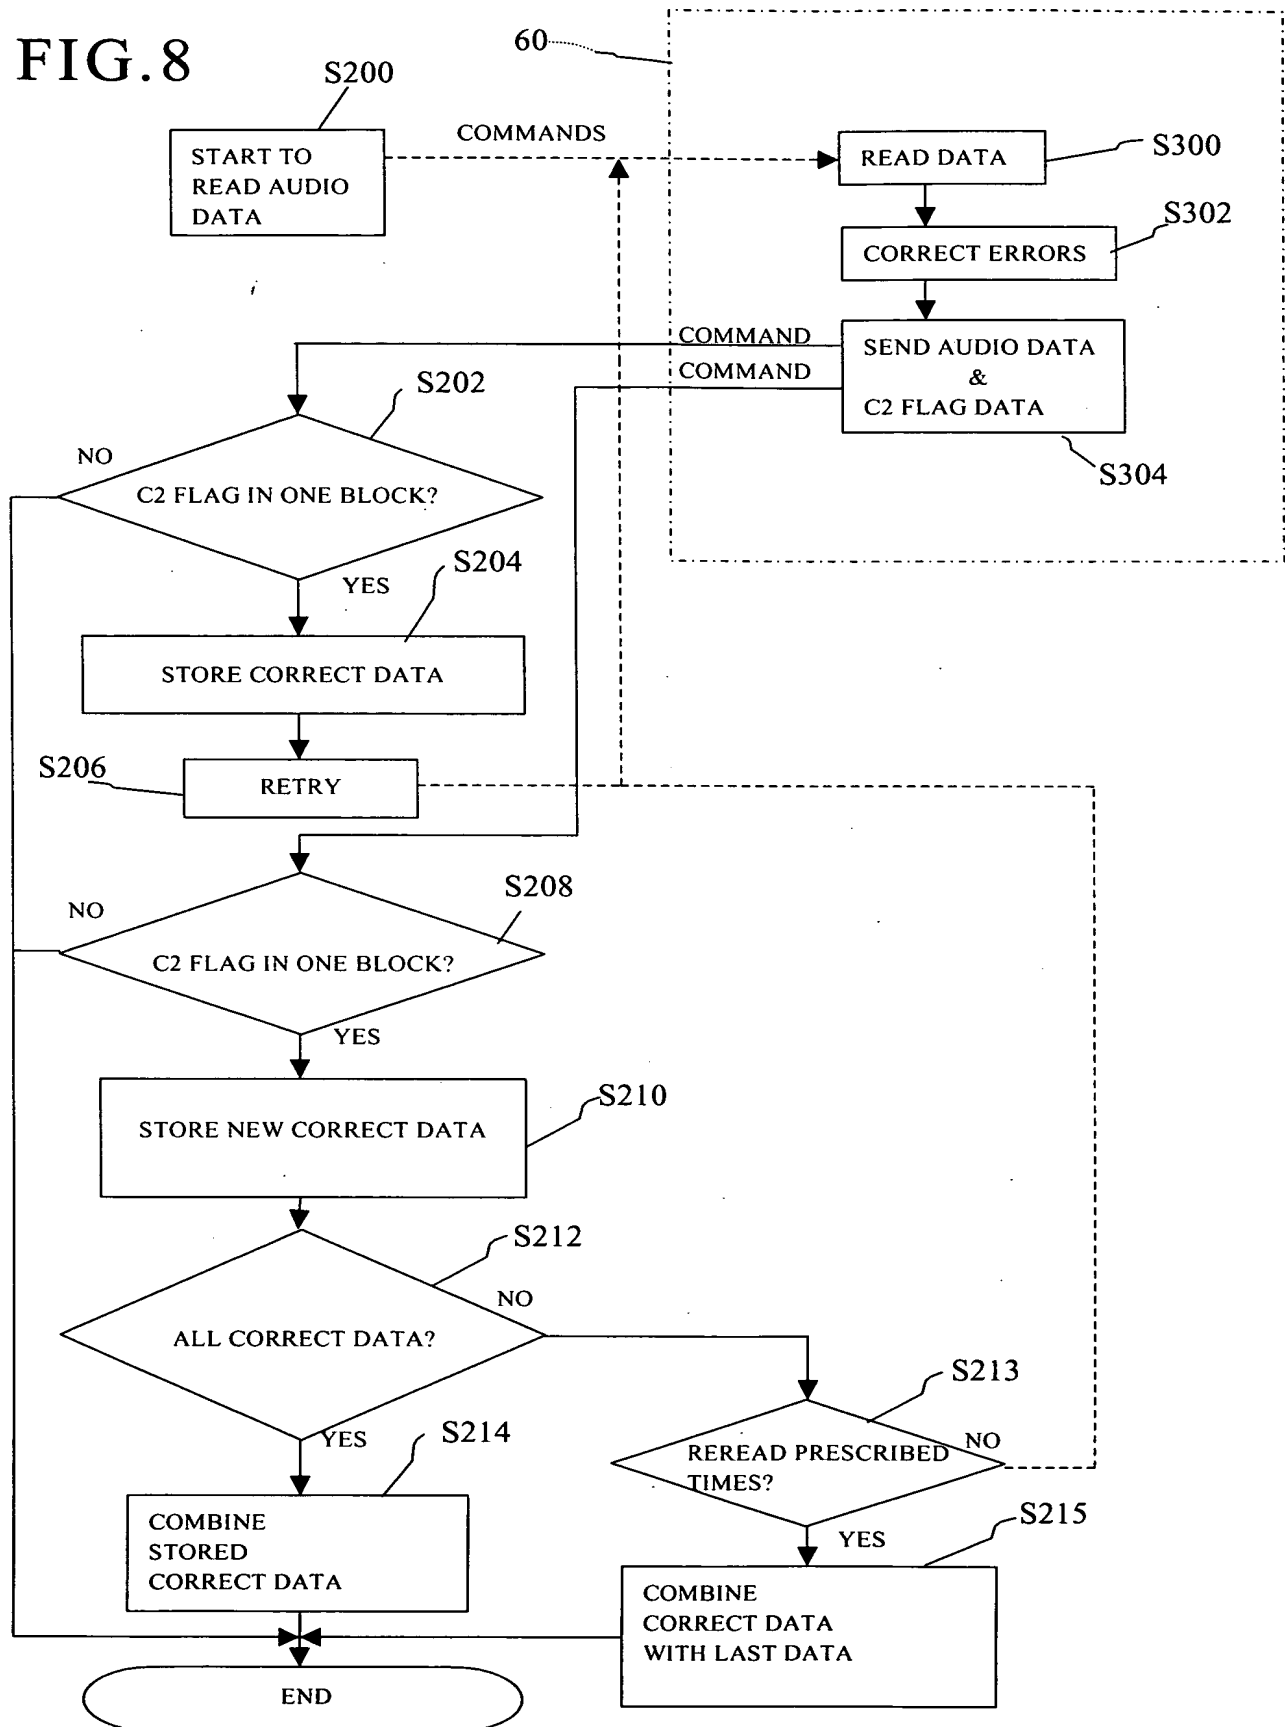 FIG.8
60
S200
COMMANDS
START TO
READ AUDIO
DATA
READ DATA
S300
S302
CORRECT ERRORS
COMMAND
COMMAND
SEND AUDIO DATA
&
C2 FLAG DATA
S304
S202
NO
C2 FLAG IN ONE BLOCK?
YES
S204
STORE CORRECT DATA
S206
RETRY
S208
NO
C2 FLAG IN ONE BLOCK?
YES
S210
STORE NEW CORRECT DATA
S212
NO
ALL CORRECT DATA?
YES
S213
REREAD PRESCRIBED
TIMES?
NO
YES
S214
COMBINE
STORED
CORRECT DATA
S215
COMBINE
CORRECT DATA
WITH LAST DATA
END